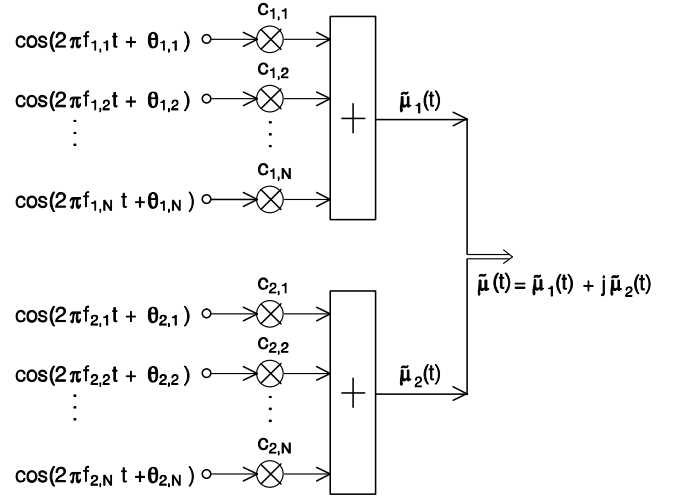 c₁,₁
cos(2πf₁,₁t + θ₁,₁)
c₁,₂
cos(2πf₁,₂t + θ₁,₂)
μ̃₁(t)
+
c₁,N
cos(2πf₁,N t +θ₁,N)
μ̃(t)= μ̃₁(t) + jμ̃₂(t)
c₂,₁
cos(2πf₂,₁t + θ₂,₁)
c₂,₂
cos(2πf₂,₂t + θ₂,₂)
μ̃₂(t)
+
c₂,N
cos(2πf₂,N t +θ₂,N)